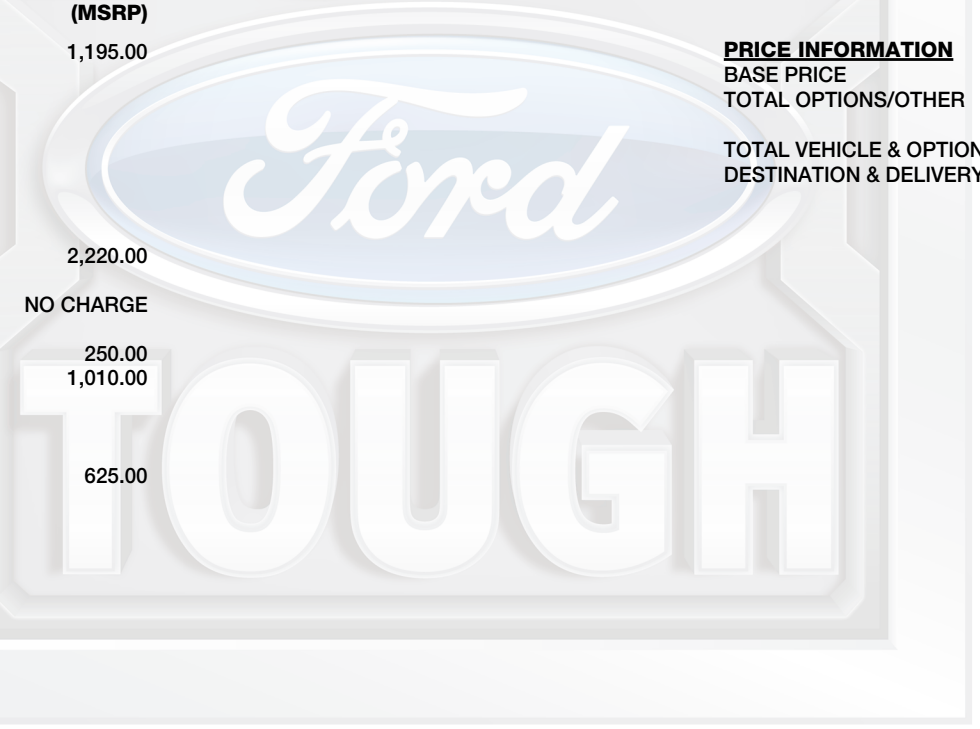 (MSRP)
1,195.00
2,220.00
NO CHARGE
250.00
1,010.00
625.00
PRICE INFORMATION
BASE PRICE
TOTAL OPTIONS/OTHER
TOTAL VEHICLE & OPTION
DESTINATION & DELIVERY
Ford
TOUGH